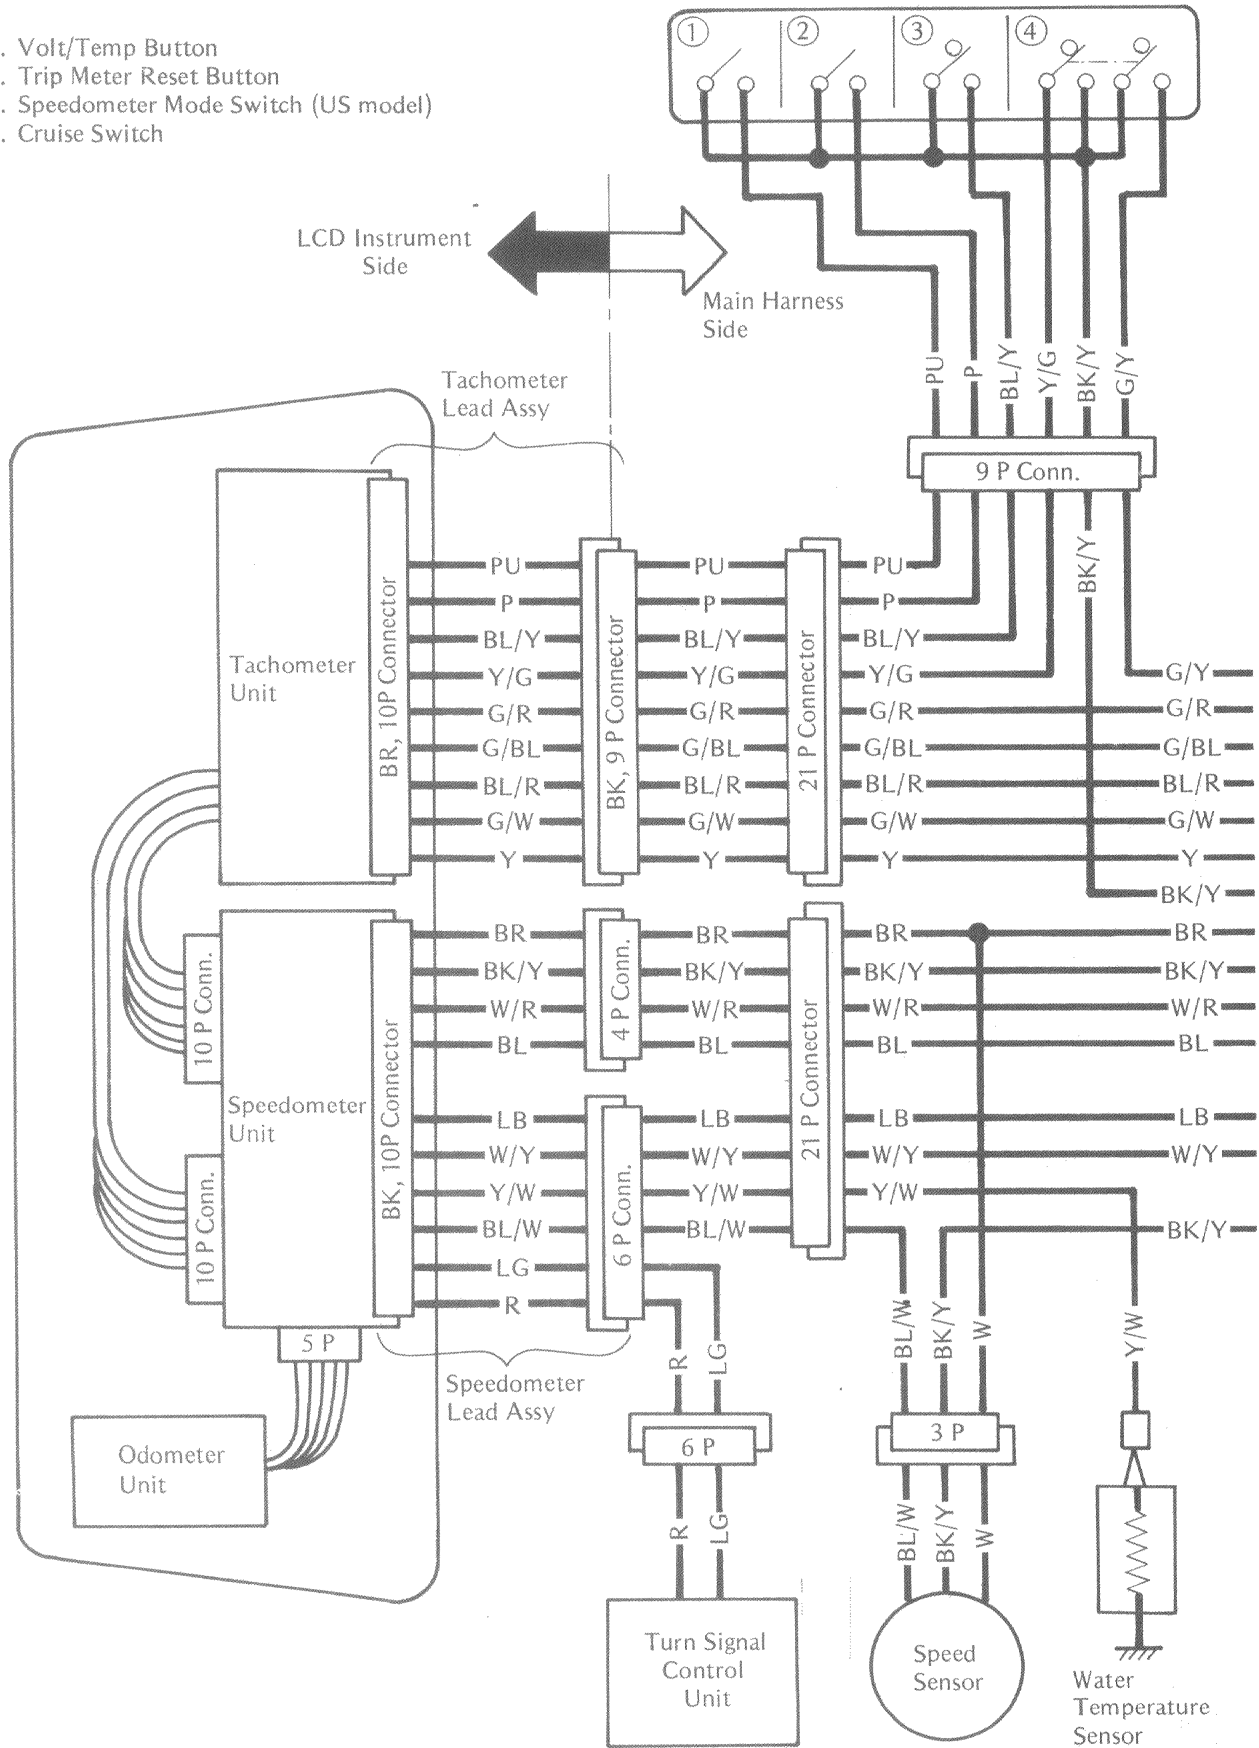 . Volt/Temp Button
. Trip Meter Reset Button
. Speedometer Mode Switch (US model)
. Cruise Switch
① ② ③ ④
LCD Instrument
Side
Main Harness
Side
PU P BL/Y Y/G BK/Y G/Y
Tachometer
Lead Assy
9 P Conn.
BK/Y
Tachometer
Unit
BR, 10P Connector
BK, 9 P Connector
21 P Connector
PU PU PU
P P P
BL/Y BL/Y BL/Y
Y/G Y/G Y/G G/Y
G/R G/R G/R G/R
G/BL G/BL G/BL G/BL
BL/R BL/R BL/R BL/R
G/W G/W G/W G/W
Y Y Y Y
BK/Y
10 P Conn.
10 P Conn.
Speedometer
Unit
BK, 10P Connector
4 P Conn.
6 P Conn.
21 P Connector
BR BR BR BR
BK/Y BK/Y BK/Y BK/Y
W/R W/R W/R W/R
BL BL BL BL
LB LB LB LB
W/Y W/Y W/Y W/Y
Y/W Y/W Y/W
BL/W BL/W BK/Y
LG
R
5 P
R LG BL/W BK/Y W Y/W
Speedometer
Lead Assy
6 P 3 P
Odometer
Unit
R LG BL/W BK/Y W
Turn Signal
Control
Unit
Speed
Sensor
Water
Temperature
Sensor